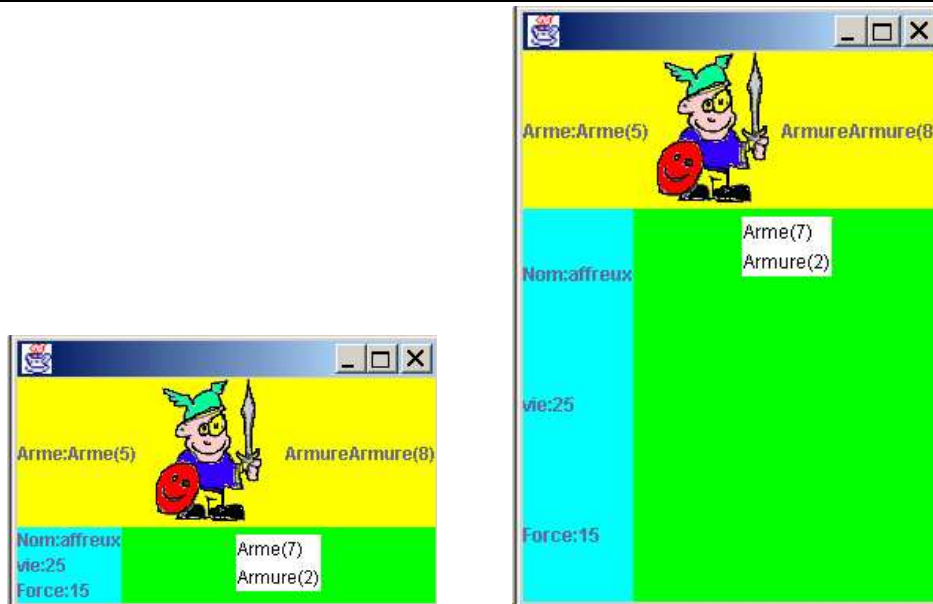 Arme:Arme(5) ArmureArmure(8
Nom:affreux
Arme(7)
Armure(2)
vie:25
Force:15
Arme:Arme(5) ArmureArmure(8)
Nom:affreux
vie:25
Force:15
Arme(7)
Armure(2)